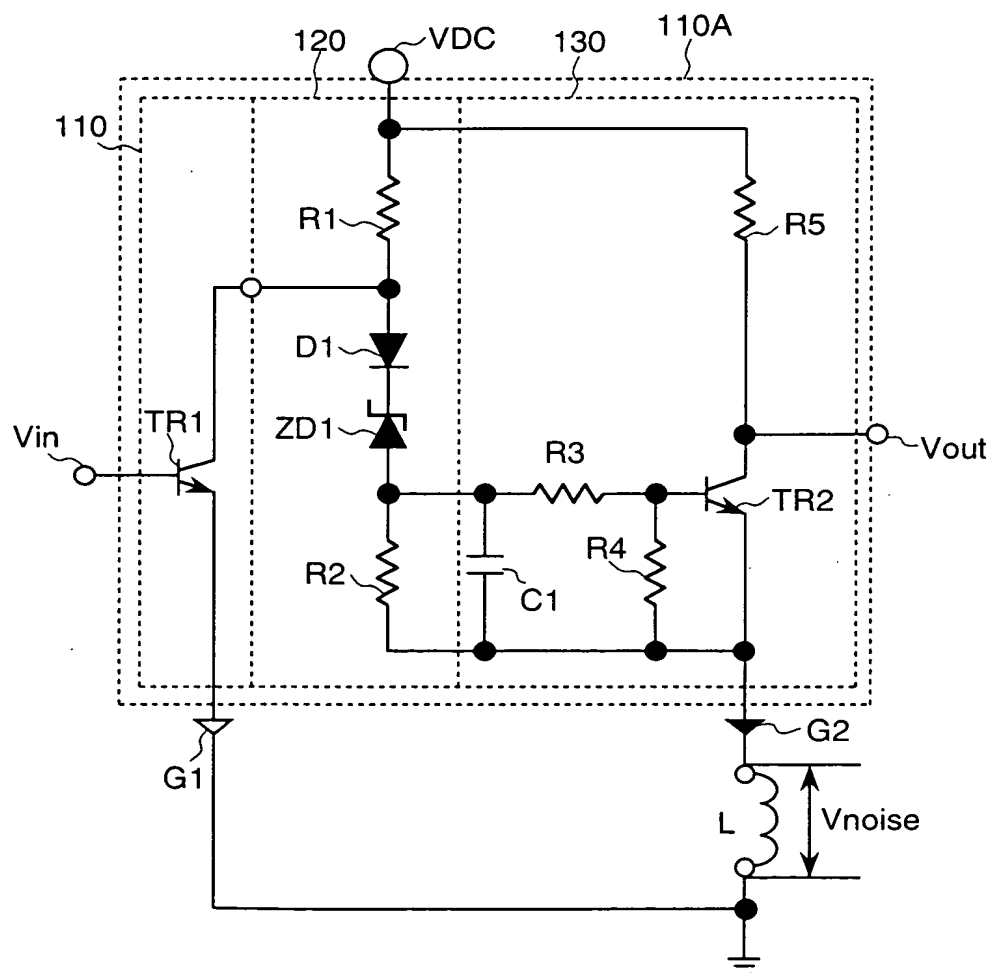 110A
VDC
120
130
110
R1
R5
D1
TR1
ZD1
Vin
R3
Vout
TR2
R4
R2
C1
G2
G1
L
Vnoise